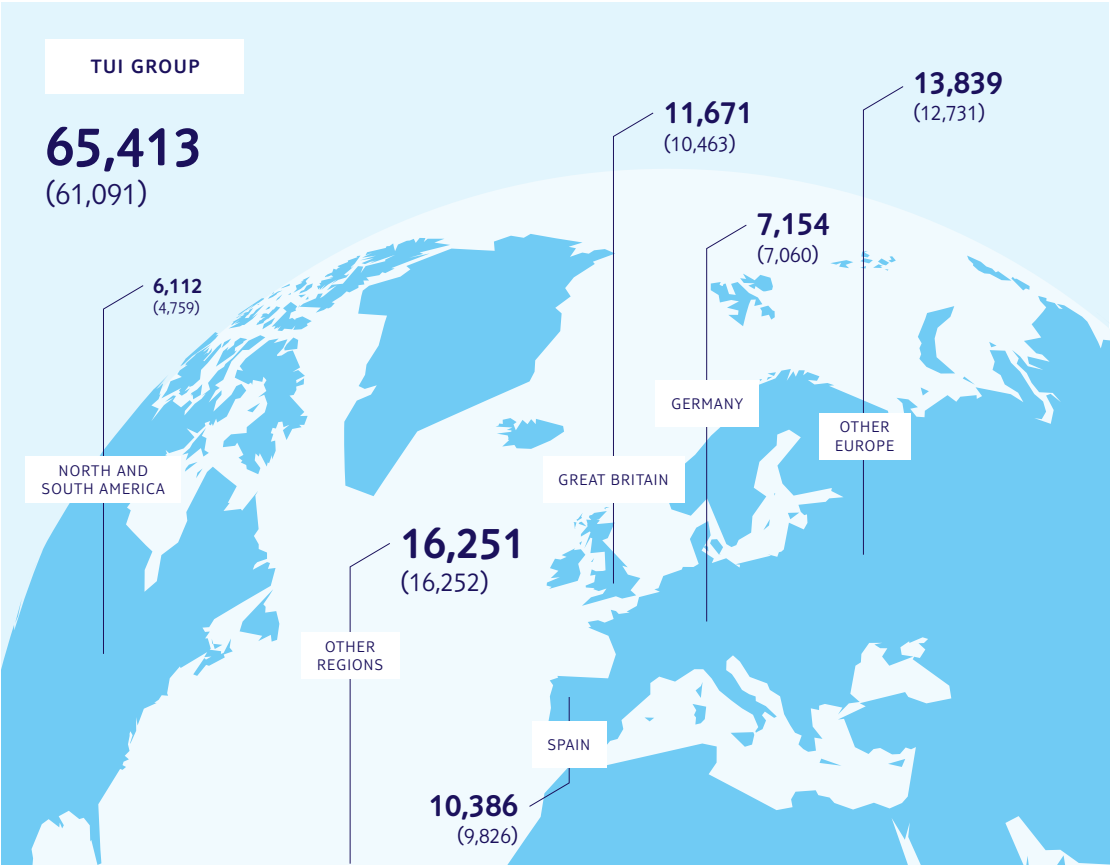 TUI GROUP
65,413
(61,091)
13,839
(12,731)
11,671
(10,463)
7,154
(7,060)
6,112
(4,759)
GERMANY
OTHER
EUROPE
NORTH AND
SOUTH AMERICA
GREAT BRITAIN
16,251
(16,252)
OTHER
REGIONS
SPAIN
10,386
(9,826)